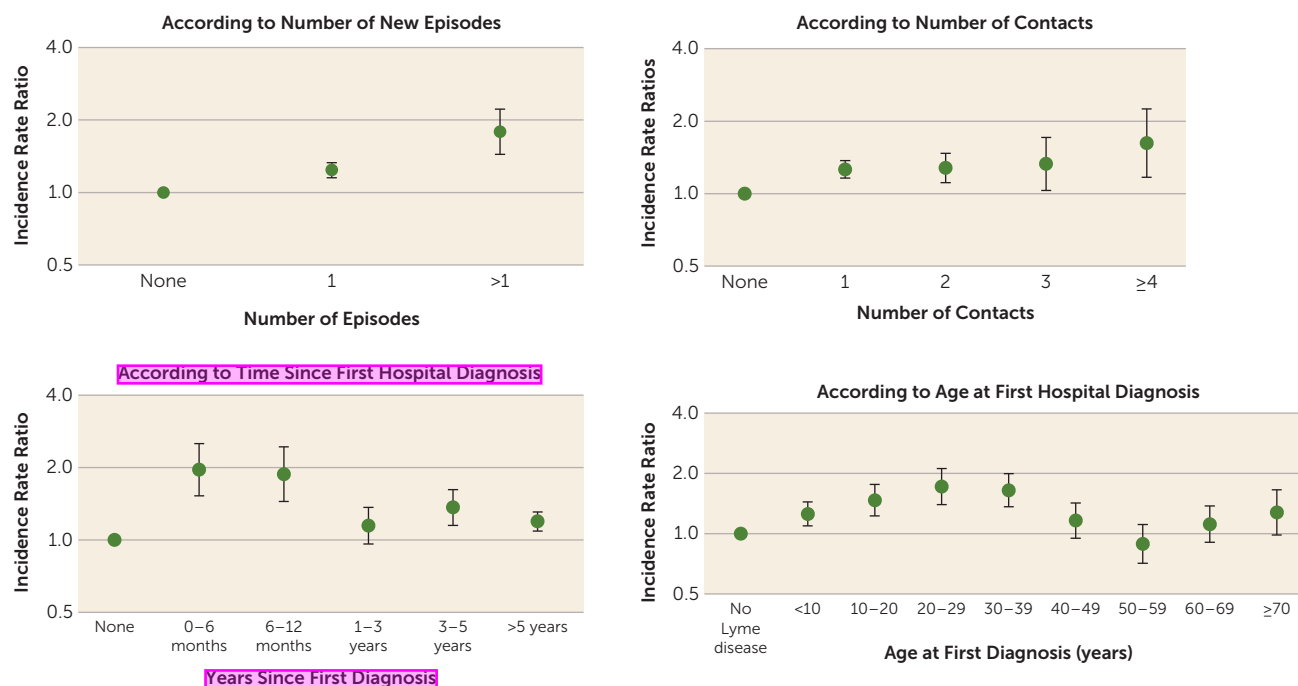 According to Number of New Episodes
Incidence Rate Ratio
4.0
2.0
1.0
0.5
None 1 >1
Number of Episodes
According to Number of Contacts
Incidence Rate Ratios
4.0
2.0
1.0
0.5
None 1 2 3 ≥4
Number of Contacts
According to Time Since First Hospital Diagnosis
Incidence Rate Ratio
4.0
2.0
1.0
0.5
None 0–6 6–12 1–3 3–5 >5 years
months months years years
Years Since First Diagnosis
According to Age at First Hospital Diagnosis
Incidence Rate Ratio
4.0
2.0
1.0
0.5
No <10 10–20 20–29 30–39 40–49 50–59 60–69 ≥70
Lyme
disease
Age at First Diagnosis (years)